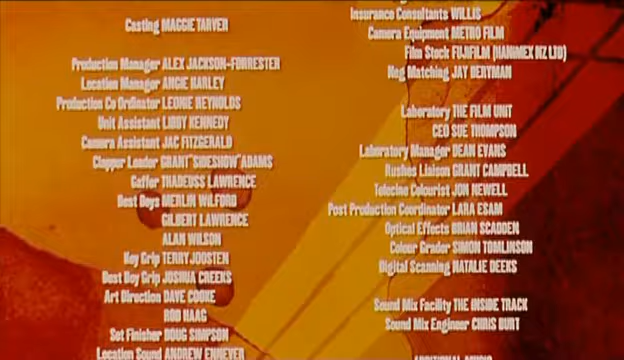 Casting MAGGIE TARVER
Production Manager ALEX JACKSON-FORRESTER
Location Manager ANGIE HARLEY
Production Co Ordinator LEONIE REYNOLDS
Unit Assistant LIBBY KENNEDY
Camera Assistant JAC FITZGERALD
Clapper Loader GRANT "SIDESHOW" ADAMS
Gaffer THADEUSS LAWRENCE
Best Boys MERLIN WILFORD
GILBERT LAWRENCE
ALAN WILSON
Key Grip TERRY JOOSTEN
Best Boy Grip JOSHUA CREEKS
Art Direction DAVE COOKE
ROB HAAG
Set Finisher DOUG SIMPSON
Location Sound ANDREW
Insurance Consultants WILLIS
Camera Equipment METRO FILM
Film Stock FUJIFILM (HANIMEX NZ LTD)
Neg Matching JAY BERYMAN
Laboratory THE FILM UNIT
CEO SUE THOMPSON
Laboratory Manager DEAN EVANS
Rushes Liaison GRANT CAMPBELL
Telecine Colourist JON NEWELL
Post Production Coordinator LARA ESAM
Optical Effects BRIAN SCADDEN
Colour Grader SIMON TOMLINSON
Digital Scanning NATALIE DEEKS
Sound Mix Facility THE INSIDE TRACK
Sound Mix Engineer CHRIS BURT
ADDITIONAL MUSIC